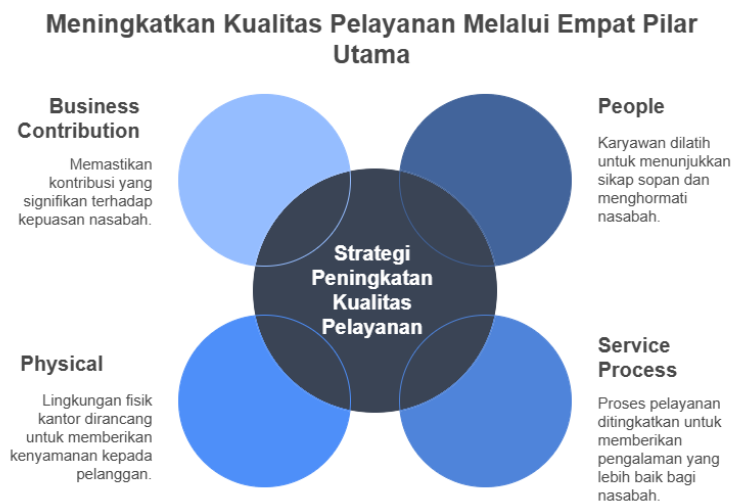 Meningkatkan Kualitas Pelayanan Melalui Empat Pilar
Utama
Business
Contribution
Memastikan
kontribusi yang
signifikan terhadap
kepuasan nasabah.
People
Karyawan dilatih
untuk menunjukkan
sikap sopan dan
menghormati
nasabah.
Strategi
Peningkatan
Kualitas
Pelayanan
Physical
Lingkungan fisik
kantor dirancang
untuk memberikan
kenyamanan kepada
pelanggan.
Service
Process
Proses pelayanan
ditingkatkan untuk
memberikan
pengalaman yang
lebih baik bagi
nasabah.